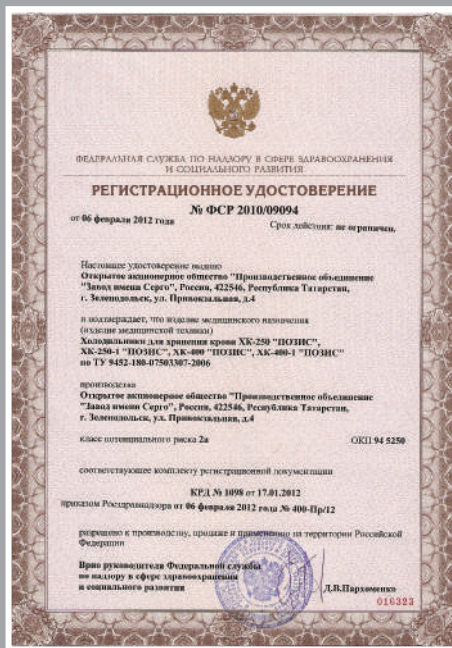 ФЕДЕРАЛЬНАЯ СЛУЖБА ПО НАДЗОРУ В СФЕРЕ ЗДРАВООХРАНЕНИЯ
И СОЦИАЛЬНОГО РАЗВИТИЯ
РЕГИСТРАЦИОННОЕ УДОСТОВЕРЕНИЕ
№ ФСР 2010/09094
от 06 февраля 2012 года
Срок действия: не ограничен.
Настоящее удостоверение выдано
Открытое акционерное общество "Производственное объединение
"Завод имени Серго", Россия, 422546, Республика Татарстан,
г. Зеленодольск, ул. Привокзальная, д.4
и подтверждает, что изделие медицинского назначения
(изделие медицинской техники)
Холодильники для хранения крови ХК-250 "ПОЗИС",
ХК-250-1 "ПОЗИС", ХК-400 "ПОЗИС", ХК-400-1 "ПОЗИС"
по ТУ 9452-180-07503307-2006
производства
Открытое акционерное общество "Производственное объединение
"Завод имени Серго", Россия, 422546, Республика Татарстан,
г. Зеленодольск, ул. Привокзальная, д.4
класс потенциального риска 2а ОКП 94 5250
соответствующее комплекту регистрационной документации
КРД № 1098 от 17.01.2012
приказом Росздравнадзора от 06 февраля 2012 года № 400-Пр/12
разрешено к производству, продаже и применению на территории Российской
Федерации
Врио руководителя Федеральной службы
по надзору в сфере здравоохранения
и социального развития
Д.В.Пархоменко
016323